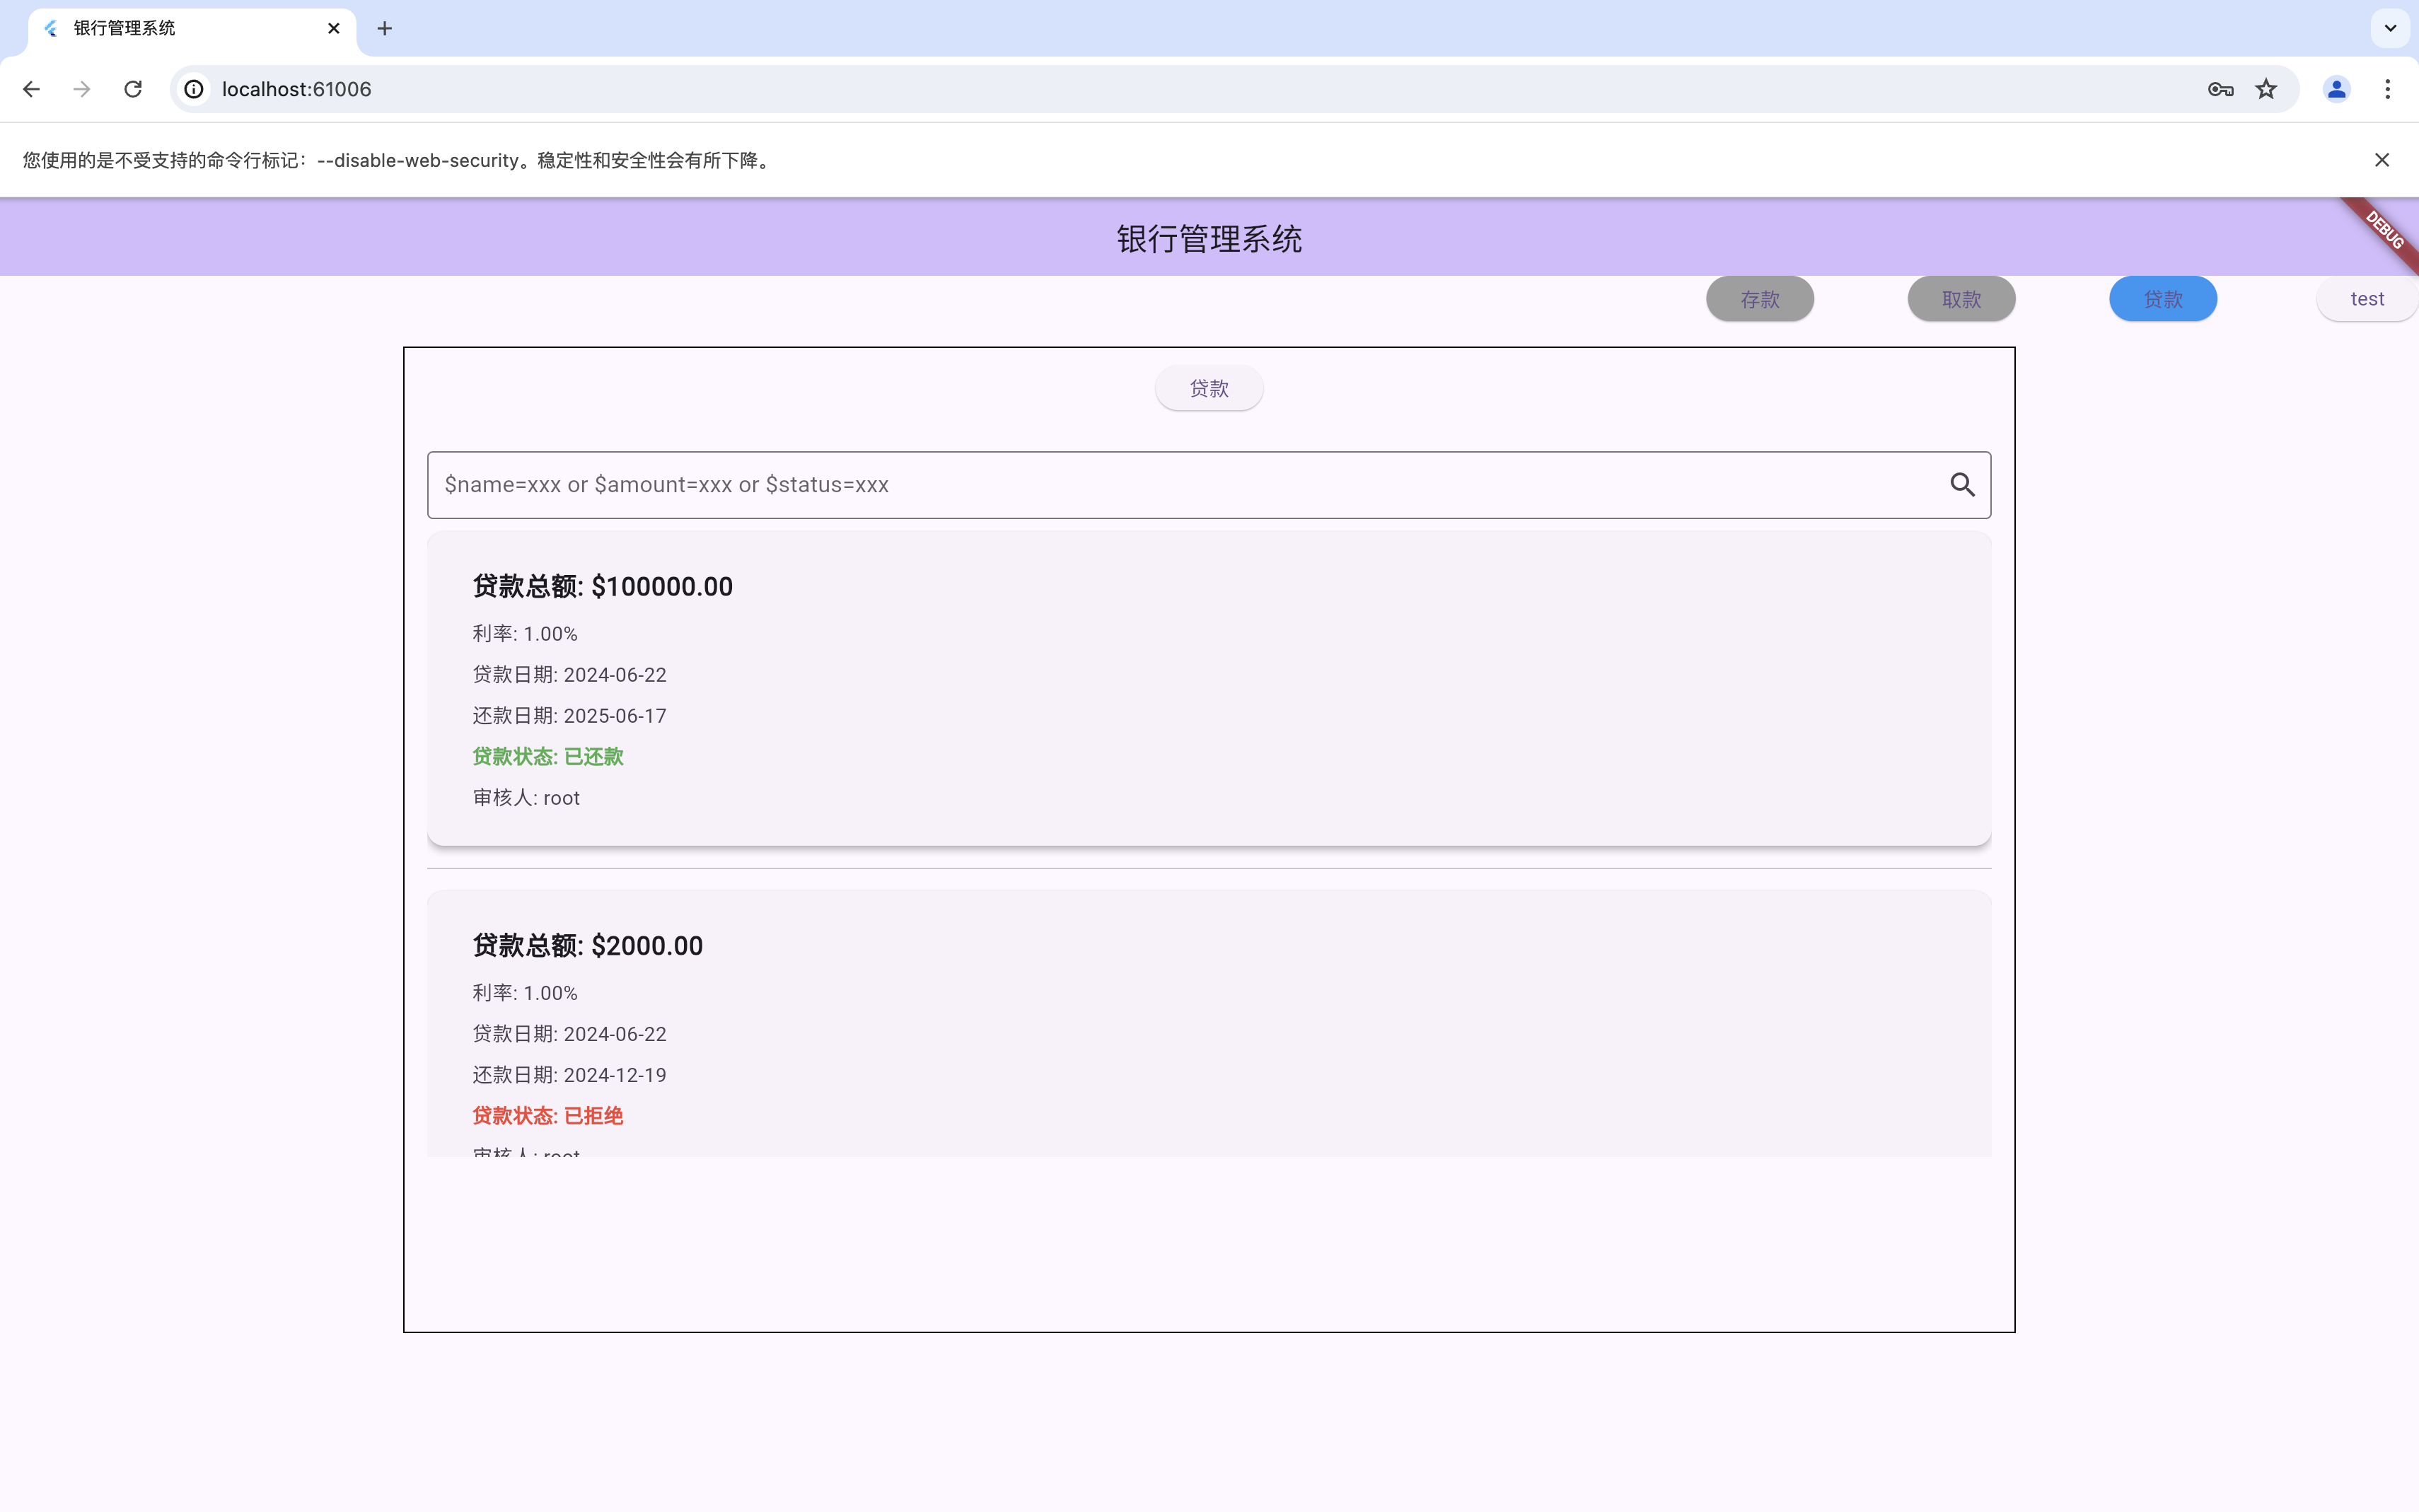 银行管理系统
localhost:61006
您使用的是不受支持的命令行标记：--disable-web-security。稳定性和安全性会有所下降。
银行管理系统
DEBUG
存款 取款 贷款 test
贷款
$name=xxx or $amount=xxx or $status=xxx
贷款总额: $100000.00
利率: 1.00%
贷款日期: 2024-06-22
还款日期: 2025-06-17
贷款状态: 已还款
审核人: root
贷款总额: $2000.00
利率: 1.00%
贷款日期: 2024-06-22
还款日期: 2024-12-19
贷款状态: 已拒绝
审核人: root